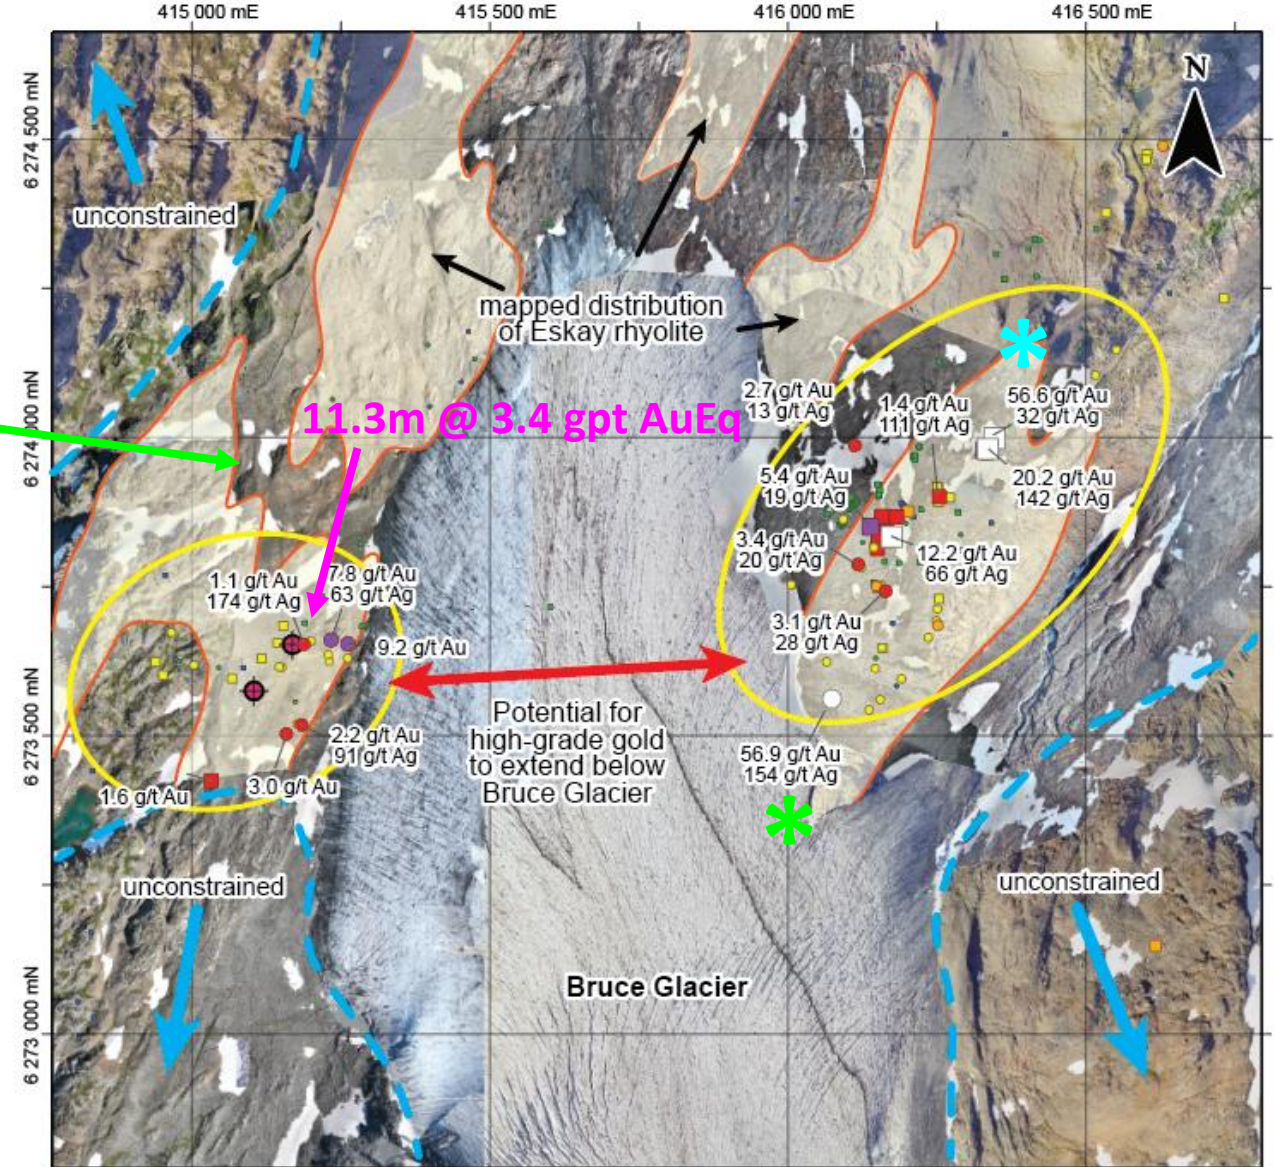 415 000 mE
415 500 mE
416 000 mE
416 500 mE
N
6 274 500 mN
unconstrained
mapped distribution
of Eskay rhyolite
6 274 000 mN
11.3m @ 3.4 gpt AuEq
2.7 g/t Au
13 g/t Ag
1.4 g/t Au
111 g/t Ag
56.6 g/t Au
32 g/t Ag
5.4 g/t Au
19 g/t Ag
20.2 g/t Au
142 g/t Ag
3.4 g/t Au
20 g/t Ag
12.2 g/t Au
66 g/t Ag
1.1 g/t Au
174 g/t Ag
7.8 g/t Au
63 g/t Ag
3.1 g/t Au
28 g/t Ag
9.2 g/t Au
6 273 500 mN
Potential for
high-grade gold
to extend below
Bruce Glacier
2.2 g/t Au
91 g/t Ag
56.9 g/t Au
154 g/t Ag
1.6 g/t Au
3.0 g/t Au
*
*
unconstrained
unconstrained
Bruce Glacier
6 273 000 mN